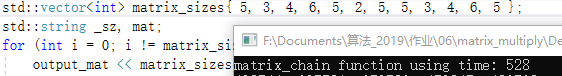 std::vector<int> matrix_sizes{ 5, 3, 4, 6, 5, 2, 5, 5, 3, 4, 6, 5 };
std::string _sz, mat;
for (int i = 0; i != matrix_si
F:\Documents\算法_2019\作业\06\matrix_multiply\De
output_mat << matrix_sizes
matrix_chain function using time: 528